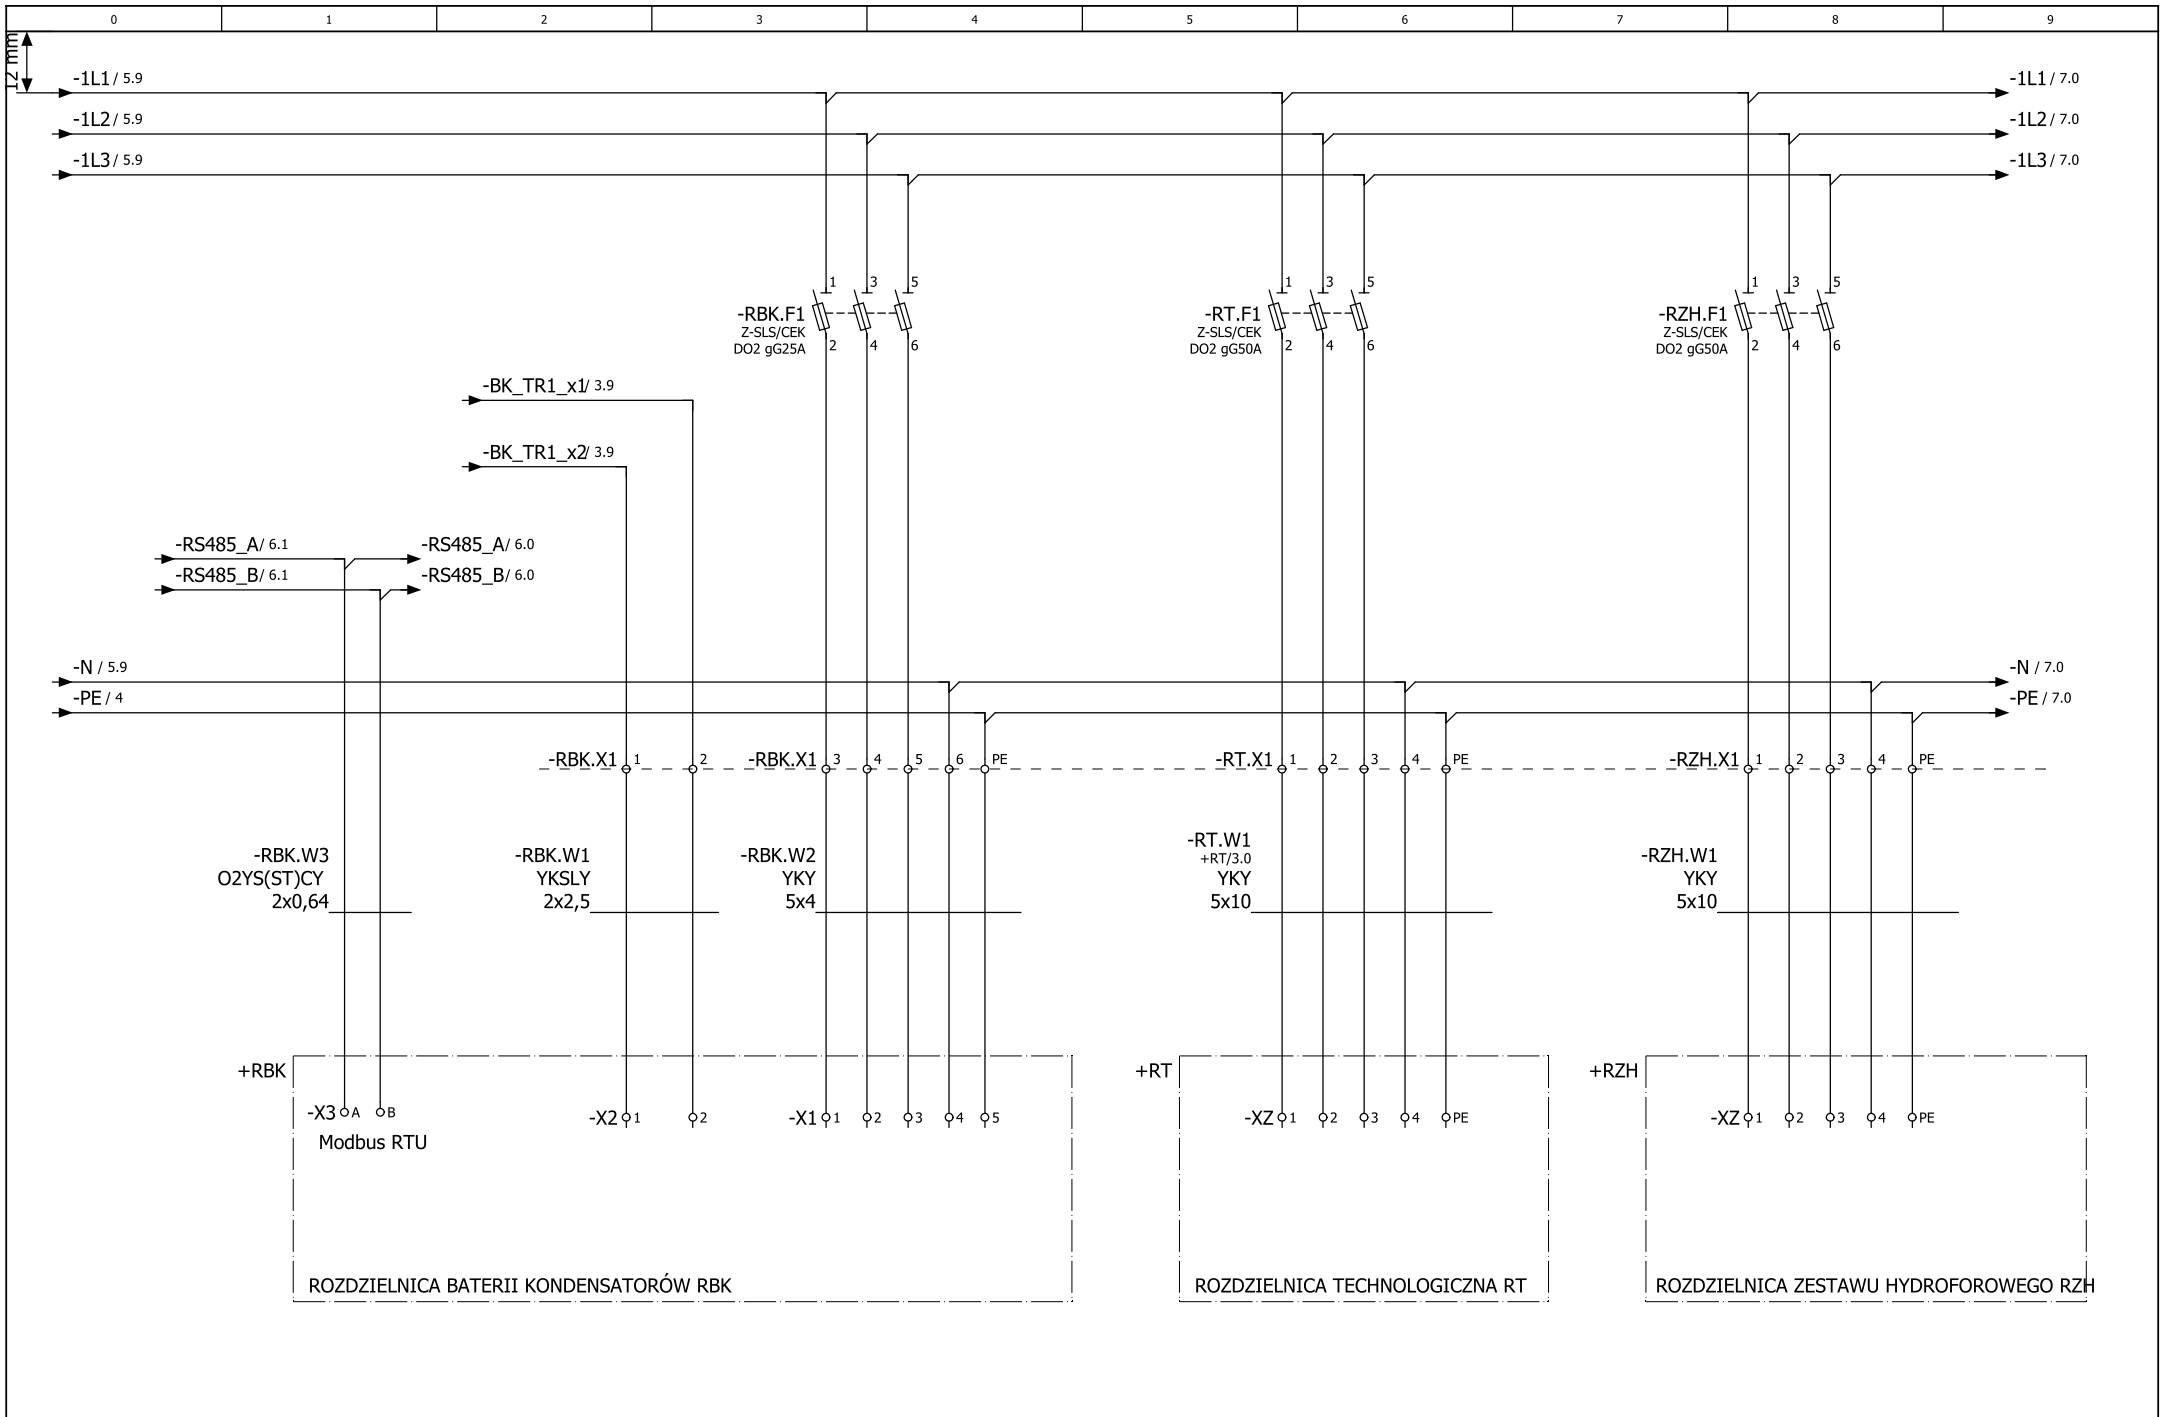 0 1 2 3 4 5 6 7 8 9
12 mm
-1L1 / 5.9 -1L1 / 7.0
-1L2 / 5.9 -1L2 / 7.0
-1L3 / 5.9 -1L3 / 7.0
1 3 5 1 3 5 1 3 5
-RBK.F1 -RT.F1 -RZH.F1
Z-SLS/CEK Z-SLS/CEK Z-SLS/CEK
DO2 gG25A 2 4 6 DO2 gG50A 2 4 6 DO2 gG50A 2 4 6
-BK_TR1_x1/ 3.9
-BK_TR1_x2/ 3.9
-RS485_A/ 6.1 -RS485_A/ 6.0
-RS485_B/ 6.1 -RS485_B/ 6.0
-N / 5.9 -N / 7.0
-PE / 4 -PE / 7.0
-RBK.X1 1 2 -RBK.X1 3 4 5 6 PE -RT.X1 1 2 3 4 PE -RZH.X1 1 2 3 4 PE
-RBK.W3
O2YS(ST)CY
2x0,64
-RBK.W1
YKSLY
2x2,5
-RBK.W2
YKY
5x4
-RT.W1
+RT/3.0
YKY
5x10
-RZH.W1
YKY
5x10
+RBK +RT +RZH
-X3 A B -X2 1 2 -X1 1 2 3 4 5 -XZ 1 2 3 4 PE -XZ 1 2 3 4 PE
Modbus RTU
ROZDZIELNICA BATERII KONDENSATORÓW RBK
ROZDZIELNICA TECHNOLOGICZNA RT
ROZDZIELNICA ZESTAWU HYDROFOROWEGO RZH